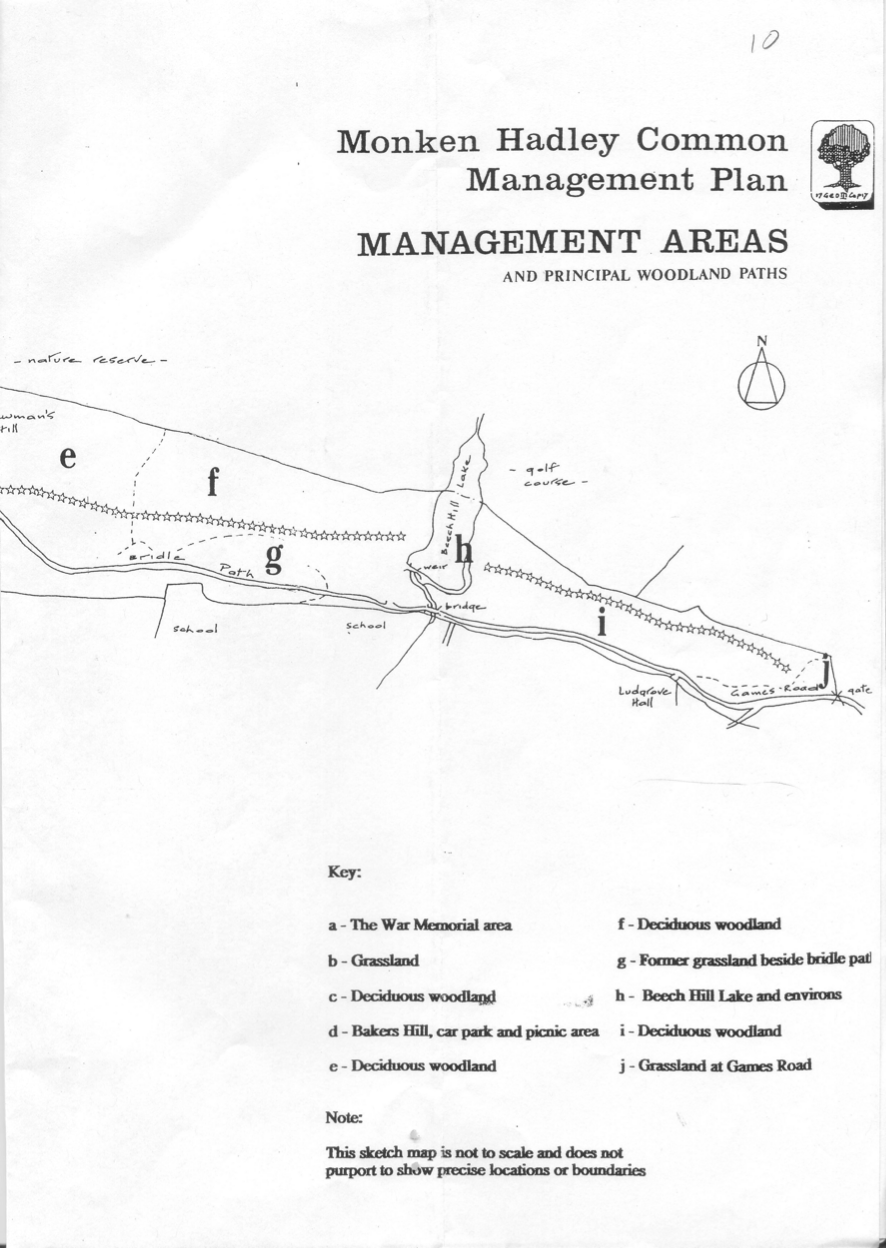 10
Monken Hadley Common
Management Plan
MANAGEMENT AREAS
AND PRINCIPAL WOODLAND PATHS
N
- nature reserve -
e
f
Beech Hill Lake
- golf
course -
g
h
weir
Bridle
Path
bridge
school
school
i
j
Ludgrove
Hall
Games Road
gate
Key:
a - The War Memorial area
b - Grassland
c - Deciduous woodland
d - Bakers Hill, car park and picnic area
e - Deciduous woodland
f - Deciduous woodland
g - Former grassland beside bridle pat
h - Beech Hill Lake and environs
i - Deciduous woodland
j - Grassland at Games Road
Note:
This sketch map is not to scale and does not
purport to show precise locations or boundaries